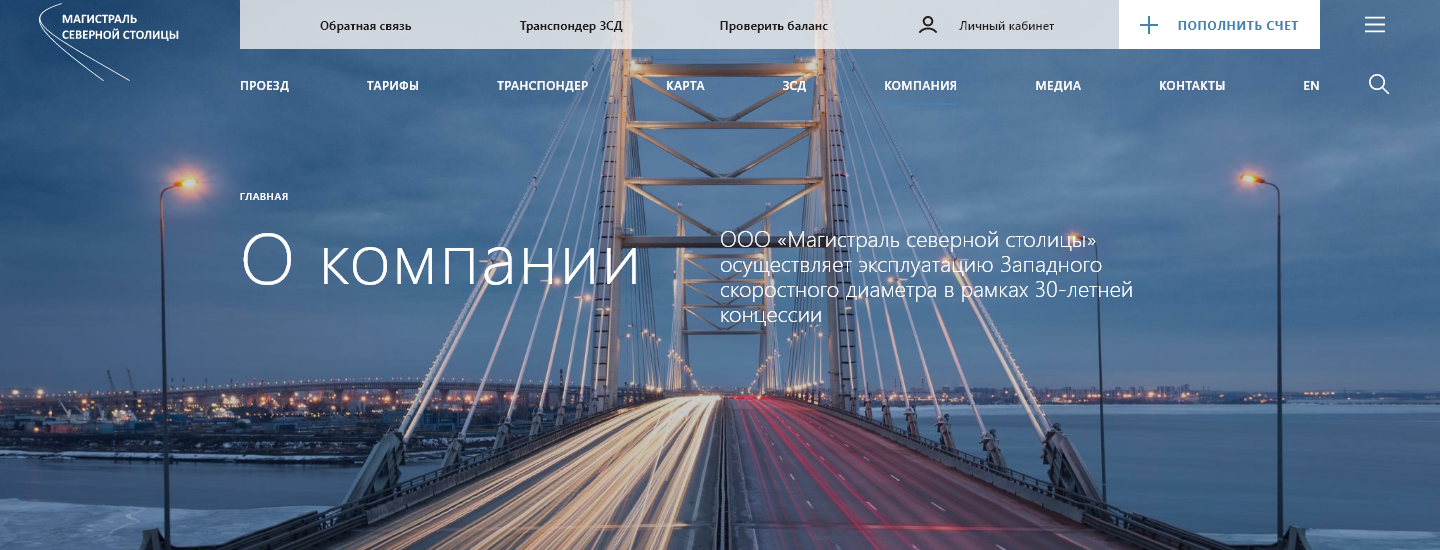 МАГИСТРАЛЬ
СЕВЕРНОЙ СТОЛИЦЫ
Обратная связь
Транспондер ЗСД
Проверить баланс
Личный кабинет
ПОПОЛНИТЬ СЧЕТ
ПРОЕЗД
ТАРИФЫ
ТРАНСПОНДЕР
КАРТА
ЗСД
КОМПАНИЯ
МЕДИА
КОНТАКТЫ
EN
ГЛАВНАЯ
О компании
ООО «Магистраль северной столицы»
осуществляет эксплуатацию Западного
скоростного диаметра в рамках 30-летней
концессии